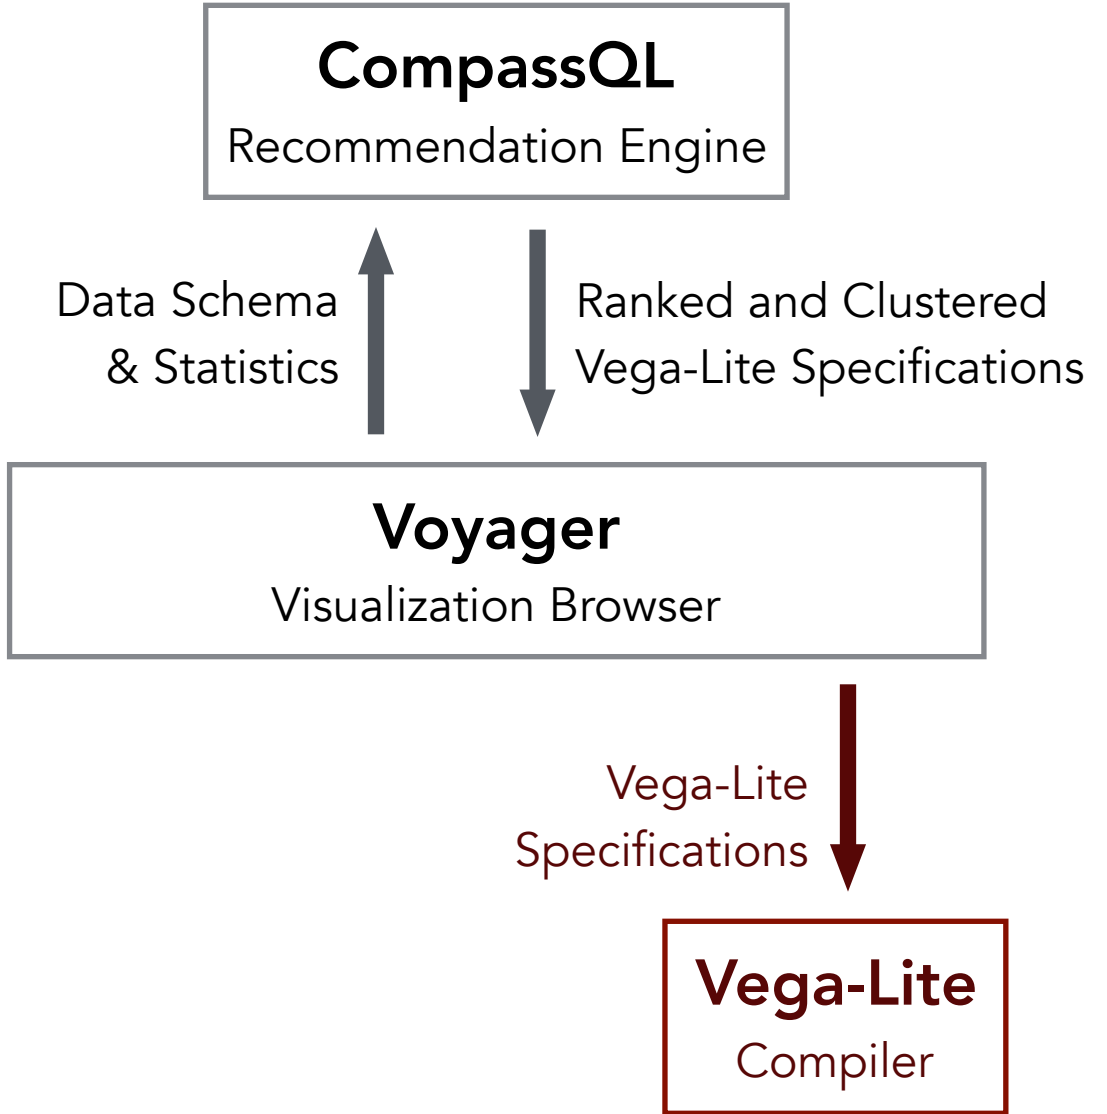 CompassQL
Recommendation Engine
Data Schema
& Statistics
Ranked and Clustered
Vega-Lite Specifications
Voyager
Visualization Browser
Vega-Lite
Specifications
Vega-Lite
Compiler